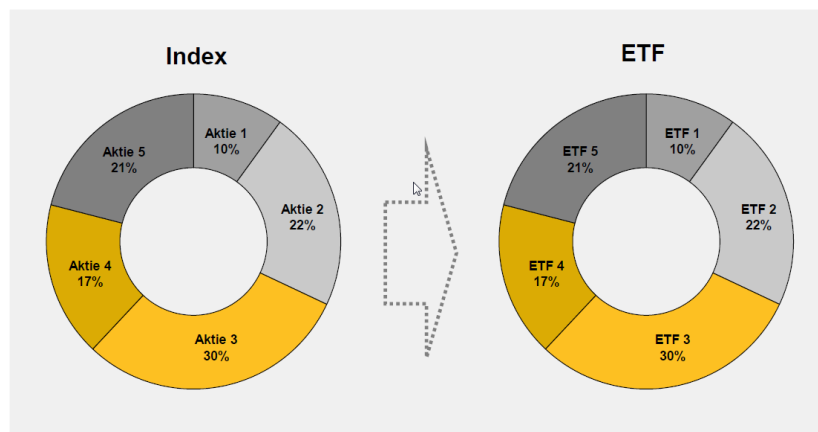 Index
ETF
Aktie 1
10%
Aktie 2
22%
Aktie 3
30%
Aktie 4
17%
Aktie 5
21%
ETF 1
10%
ETF 2
22%
ETF 3
30%
ETF 4
17%
ETF 5
21%